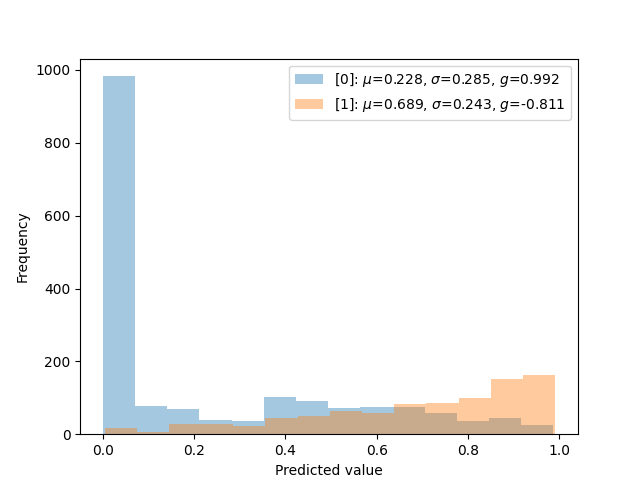 [0]: μ=0.228, σ=0.285, g=0.992
[1]: μ=0.689, σ=0.243, g=-0.811
1000
800
600
400
200
0
Frequency
0.0 0.2 0.4 0.6 0.8 1.0
Predicted value